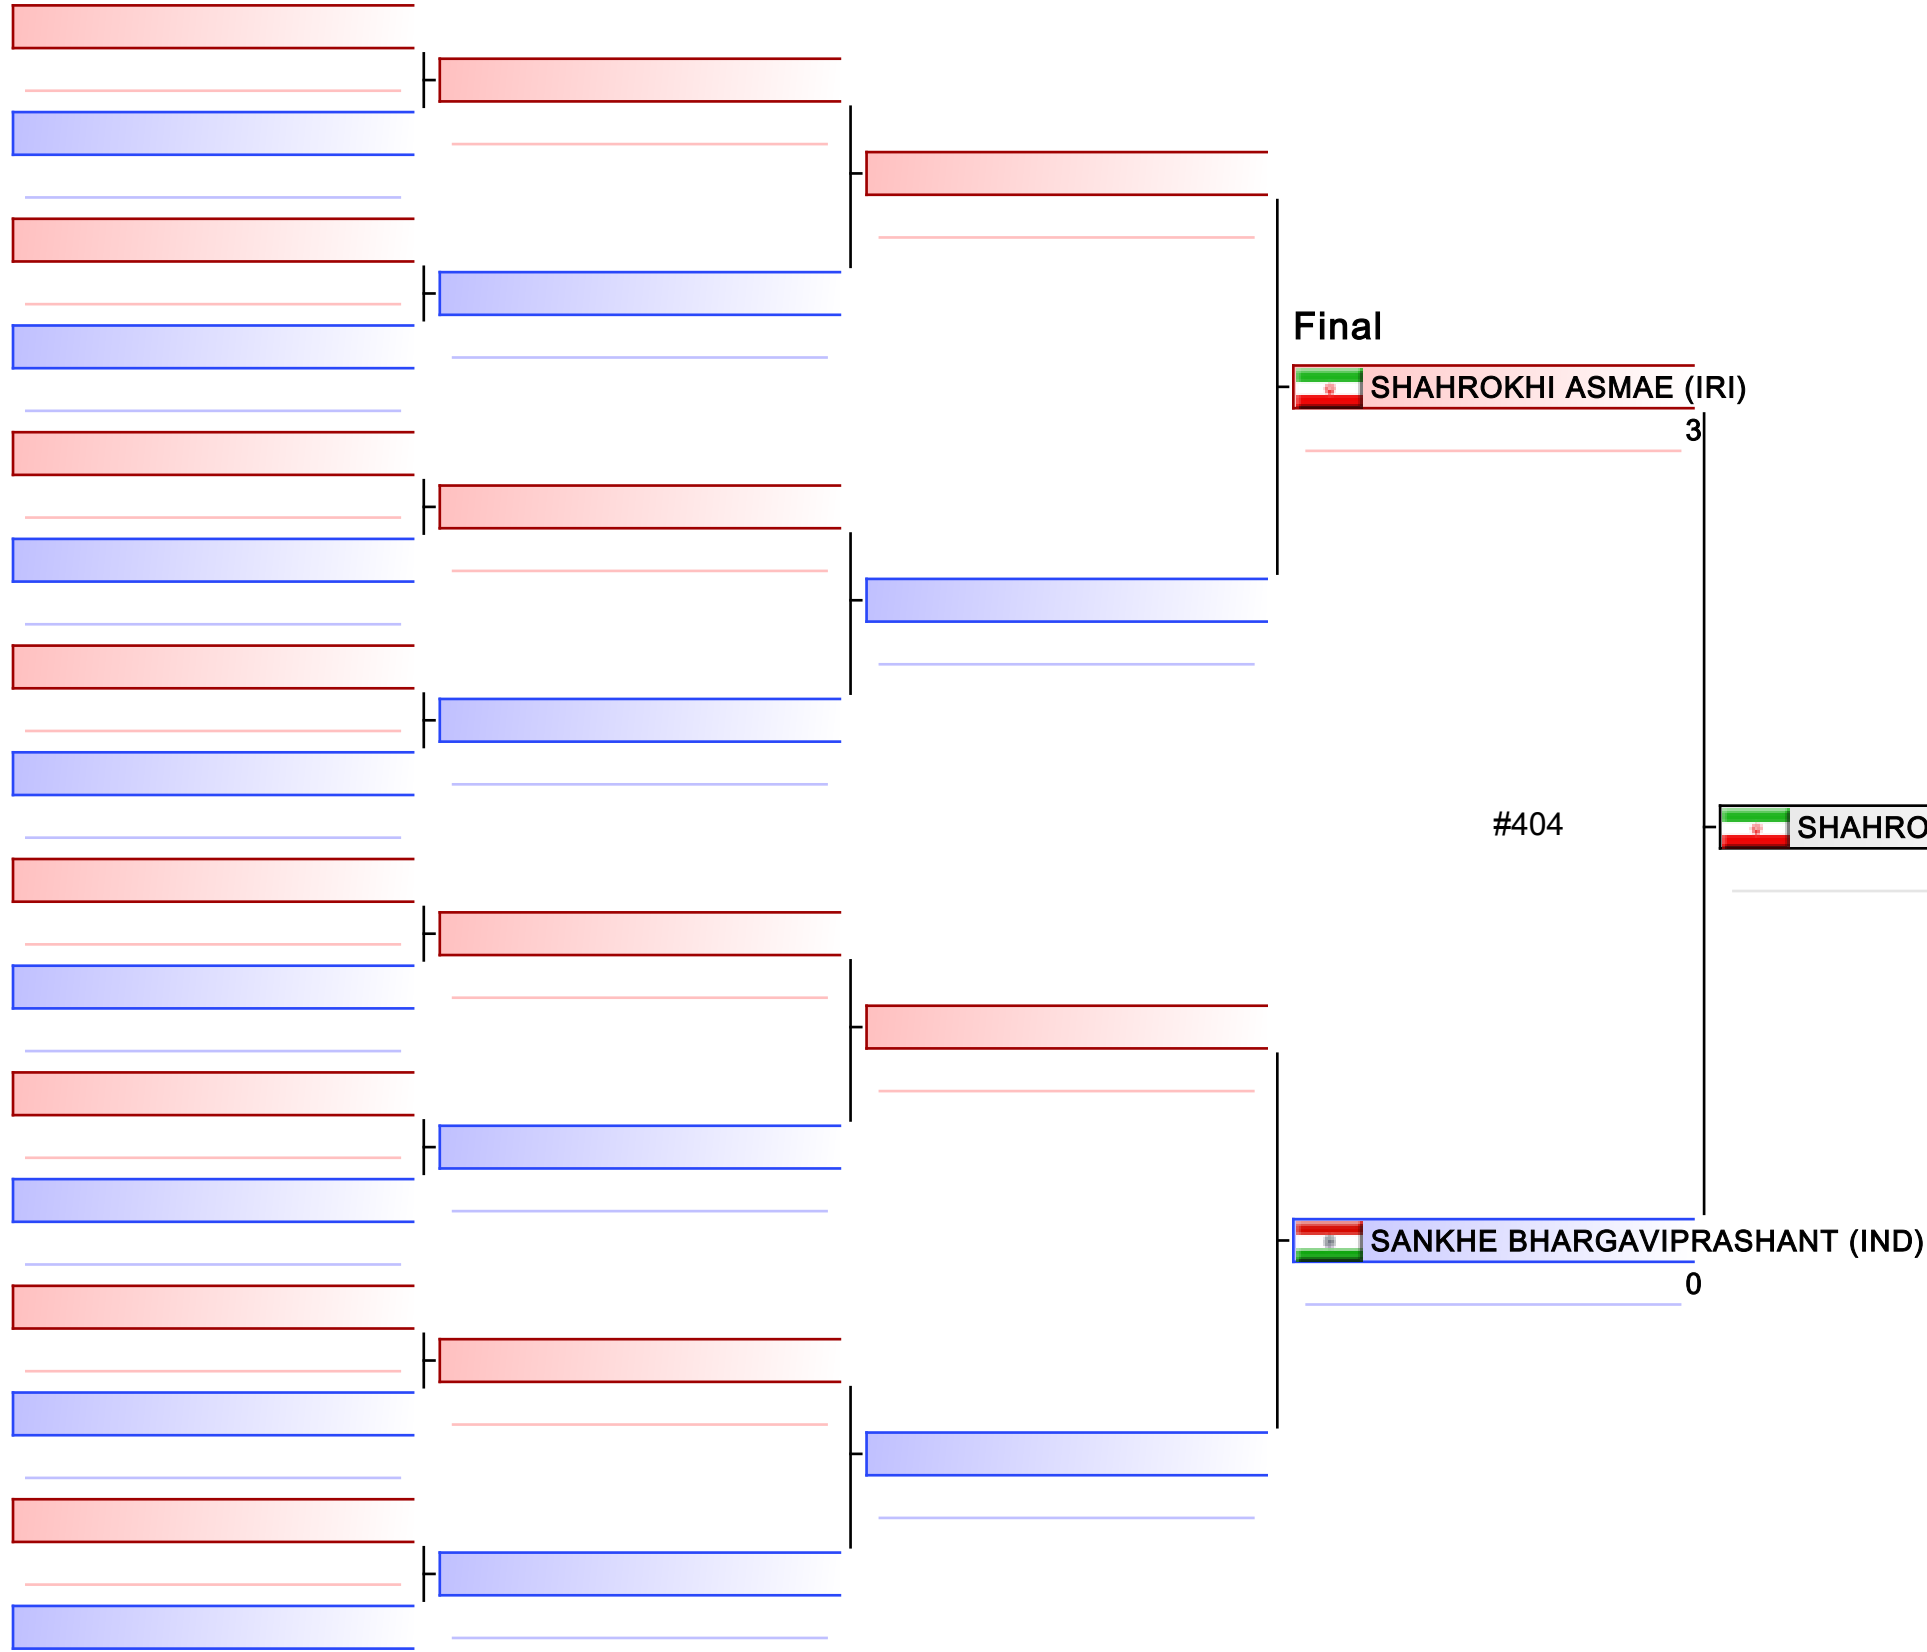 Final
SHAHROKHI ASMAE (IRI)
3
#404
SHAHRO
SANKHE BHARGAVIPRASHANT (IND)
0